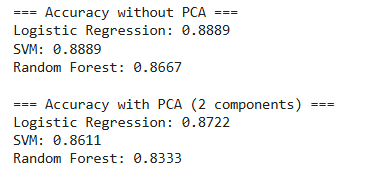 === Accuracy without PCA ===
Logistic Regression: 0.8889
SVM: 0.8889
Random Forest: 0.8667
=== Accuracy with PCA (2 components) ===
Logistic Regression: 0.8722
SVM: 0.8611
Random Forest: 0.8333